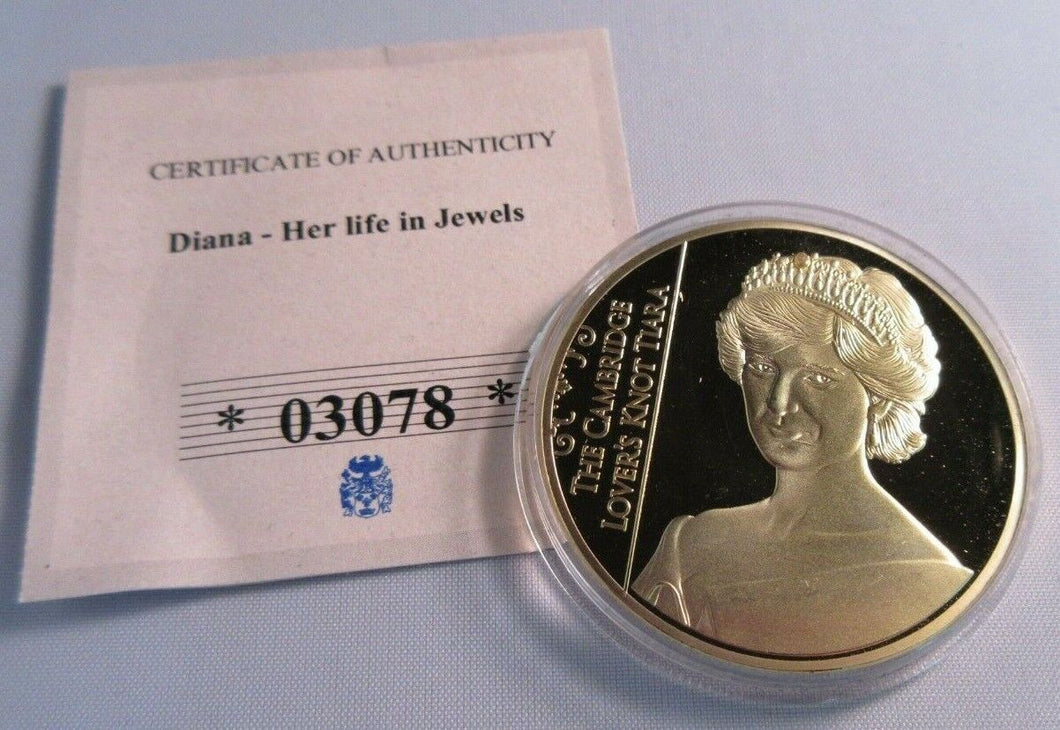 CERTIFICATE OF AUTHENTICITY
Diana - Her life in Jewels
* 03078 *
THE CAMBRIDGE
LOVER'S KNOT TIARA